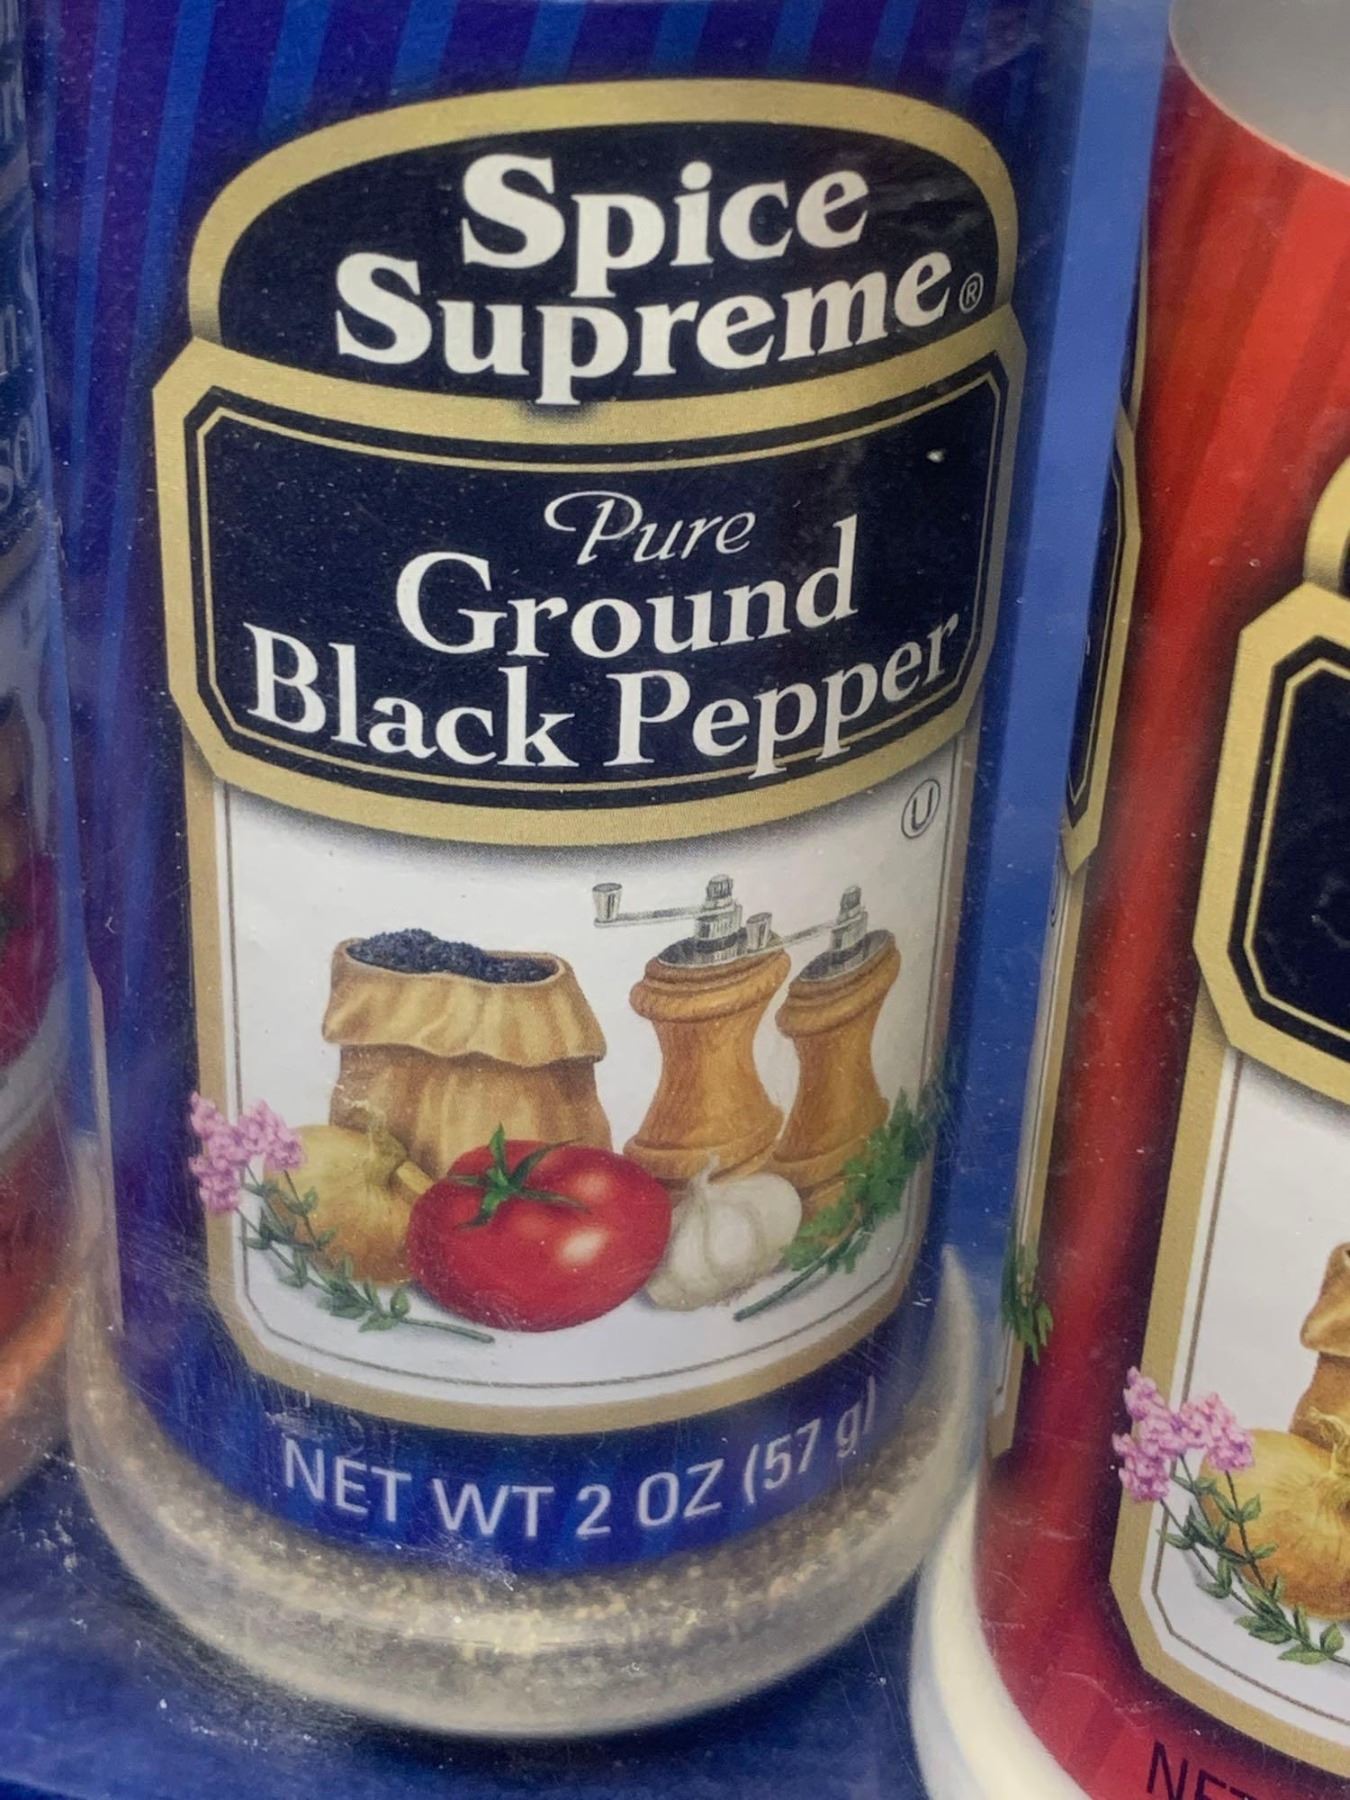 Spice
Supreme®
Pure
Ground
Black Pepper
U
NET WT 2 OZ (57 g)